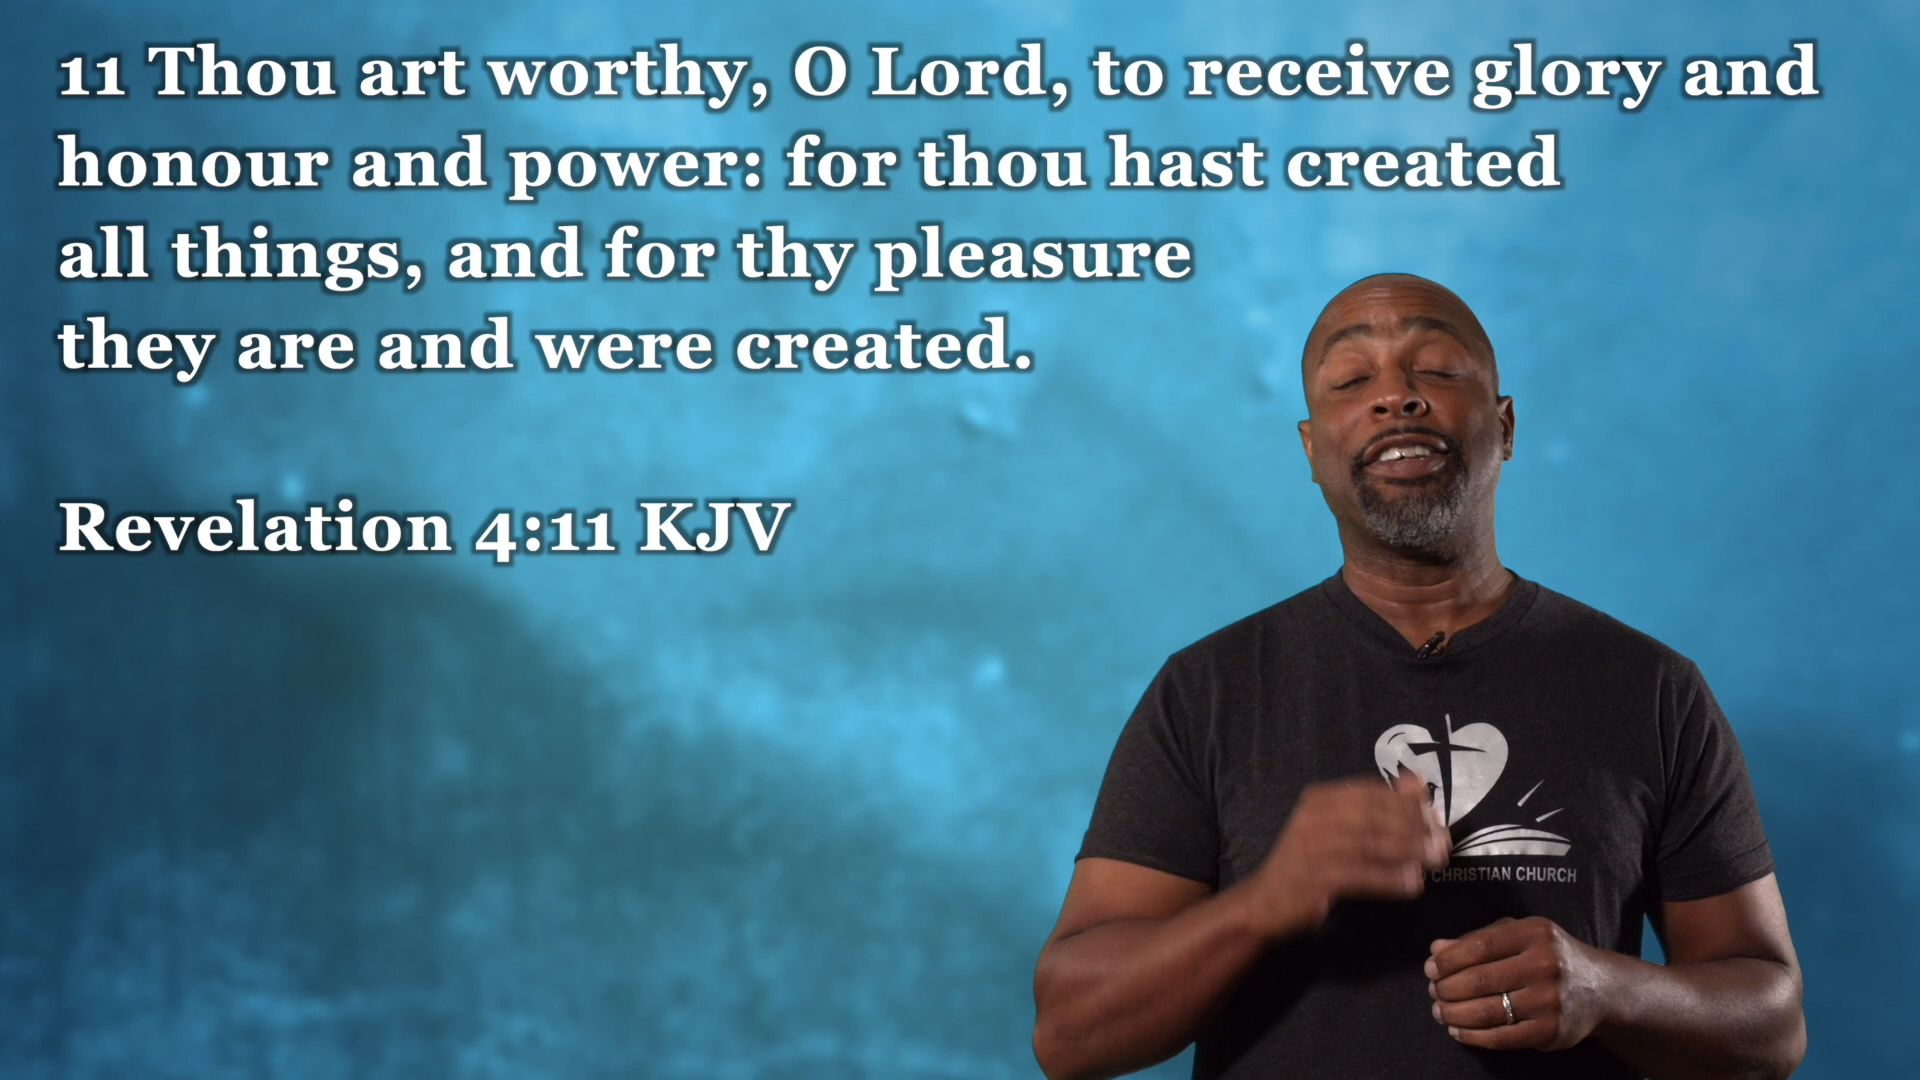 11 Thou art worthy, O Lord, to receive glory and
honour and power: for thou hast created
all things, and for thy pleasure
they are and were created.
Revelation 4:11 KJV
CHRISTIAN CHURCH